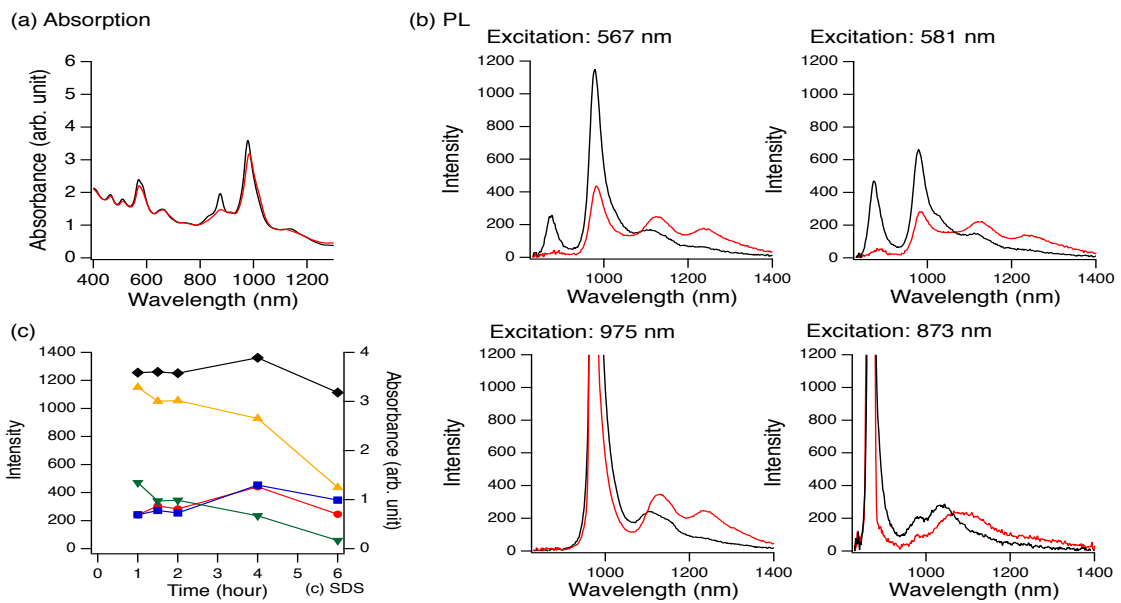 (a) Absorption
Absorbance (arb. unit)
6
5
4
3
2
1
0
400 600 800 1000 1200
Wavelength (nm)
(b) PL
Excitation: 567 nm
Intensity
1200
1000
800
600
400
200
0
1000 1200 1400
Wavelength (nm)
Excitation: 581 nm
Intensity
1200
1000
800
600
400
200
0
1000 1200 1400
Wavelength (nm)
(c)
Intensity
1400
1200
1000
800
600
400
200
0
0 1 2 3 4 5 6
Time (hour)
(c) SDS
4
3
2
1
0
Absorbance (arb. unit)
Excitation: 975 nm
Intensity
1200
1000
800
600
400
200
0
1000 1200 1400
Wavelength (nm)
Excitation: 873 nm
Intensity
1200
1000
800
600
400
200
0
1000 1200 1400
Wavelength (nm)